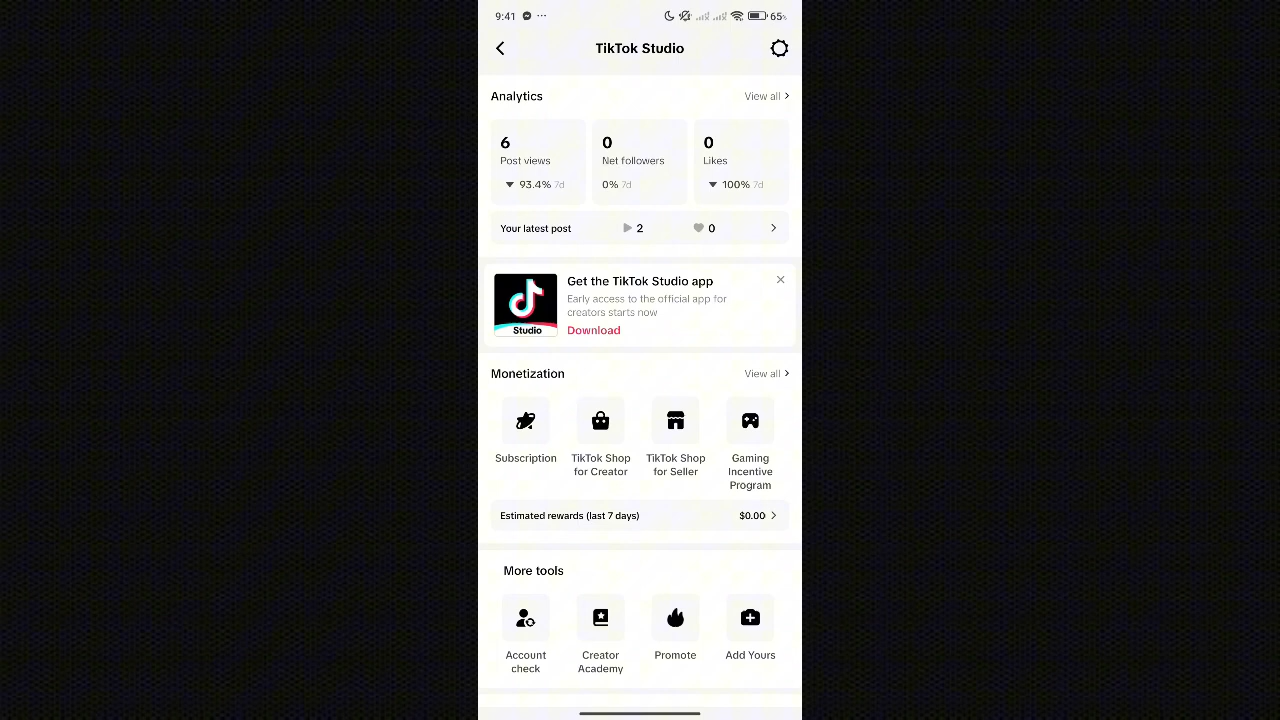 9:41
65%
TikTok Studio
Analytics
View all
6
0
0
Post views
Net followers
Likes
93.4% 7d
0% 7d
100% 7d
Your latest post
2
0
Get the TikTok Studio app
Early access to the official app for
creators starts now
Download
Studio
Monetization
View all
Subscription
TikTok Shop
for Creator
TikTok Shop
for Seller
Gaming
Incentive
Program
Estimated rewards (last 7 days)
$0.00
More tools
Account
check
Creator
Academy
Promote
Add Yours